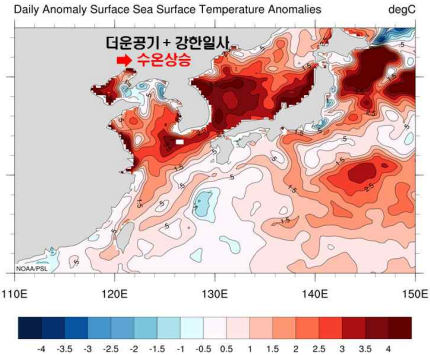 Daily Anomaly Surface Sea Surface Temperature Anomalies degC
더운공기 + 강한일사
수온상승
NOAA/PSL
110E 120E 130E 140E 150E
-4 -3.5 -3 -2.5 -2 -1.5 -1 -0.5 0.5 1 1.5 2 2.5 3 3.5 4